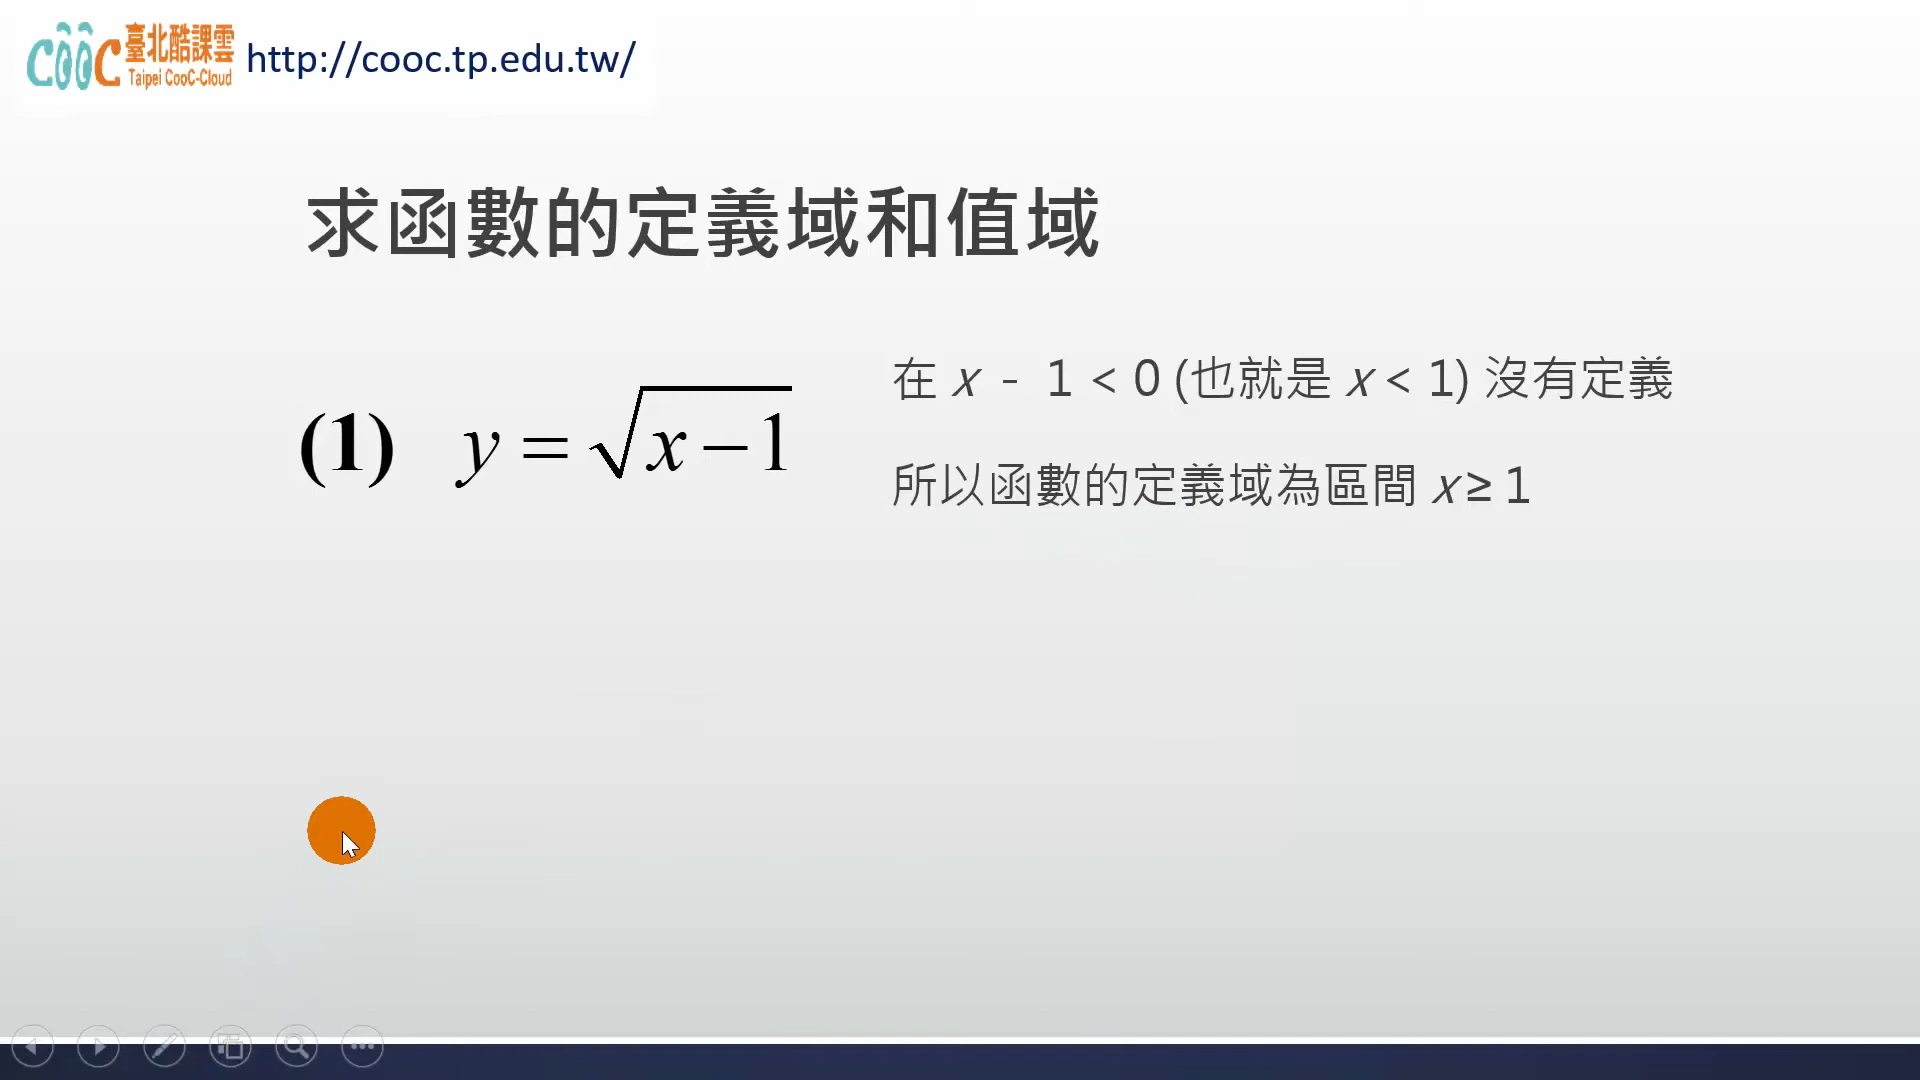 cooc 臺北酷課雲
Taipei CooC-Cloud
http://cooc.tp.edu.tw/
求函數的定義域和值域
(1) y = √x−1
在 x - 1 < 0 (也就是 x < 1) 沒有定義
所以函數的定義域為區間 x ≥ 1